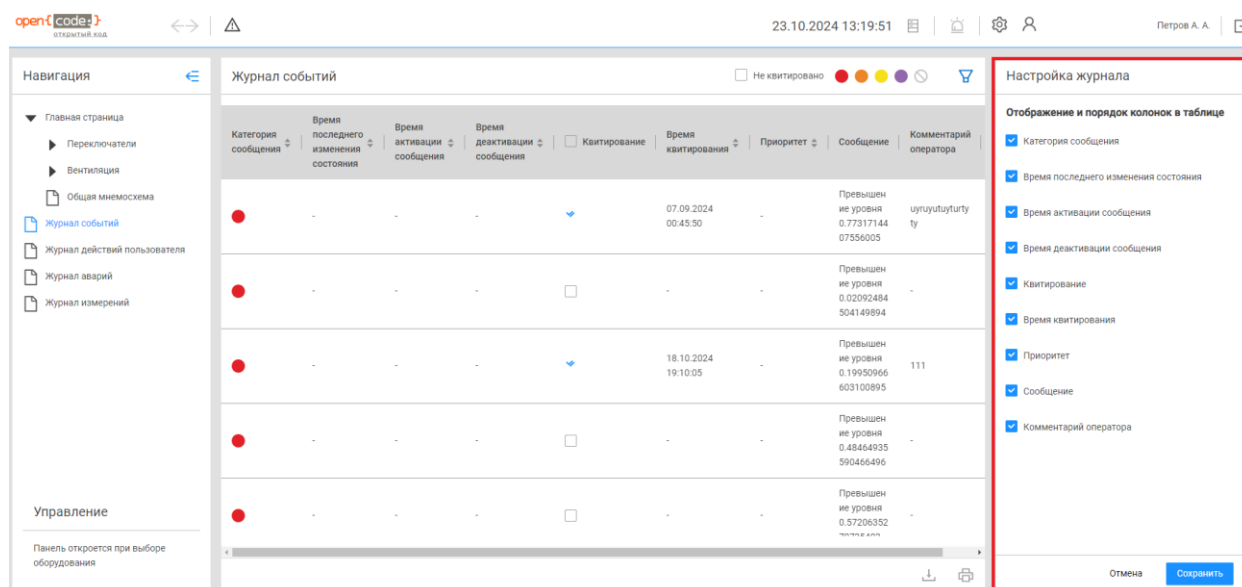 open{ code: }
открытый код
23.10.2024 13:19:51
Петров А. А.
Навигация
Главная страница
Переключатели
Вентиляция
Общая мнемосхема
Журнал событий
Журнал действий пользователя
Журнал аварий
Журнал измерений
Управление
Панель откроется при выборе
оборудования
Журнал событий
Не квитировано
Категория
сообщения
Время
последнего
изменения
состояния
Время
активации
сообщения
Время
деактивации
сообщения
Квитирование
Время
квитирования
Приоритет
Сообщение
Комментарий
оператора
- - - 07.09.2024
00:45:50
-
Превышен
ие уровня
0.77317144
07556005
uyruyutuyturty
ty
- - - - -
Превышен
ие уровня
0.02092484
504149894
-
- - - 18.10.2024
19:10:05
-
Превышен
ие уровня
0.19950966
603100895
111
- - - - -
Превышен
ие уровня
0.48464935
590466496
-
- - - - -
Превышен
ие уровня
0.57206352
-
Настройка журнала
Отображение и порядок колонок в таблице
Категория сообщения
Время последнего изменения состояния
Время активации сообщения
Время деактивации сообщения
Квитирование
Время квитирования
Приоритет
Сообщение
Комментарий оператора
Отмена
Сохранить